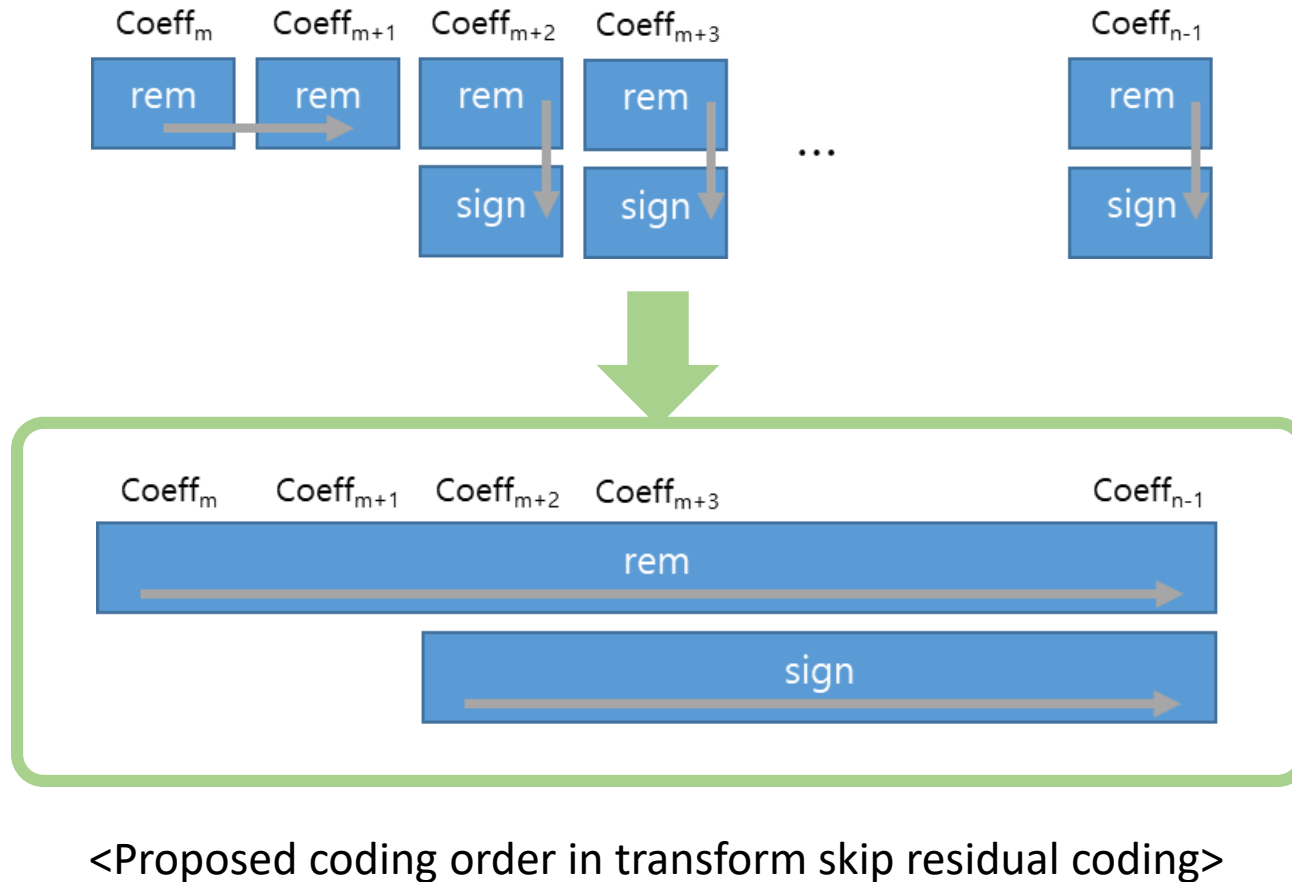 Coeffm Coeffm+1 Coeffm+2 Coeffm+3 Coeffn-1
rem rem rem rem rem
...
sign sign sign
Coeffm Coeffm+1 Coeffm+2 Coeffm+3 Coeffn-1
rem
sign
<Proposed coding order in transform skip residual coding>